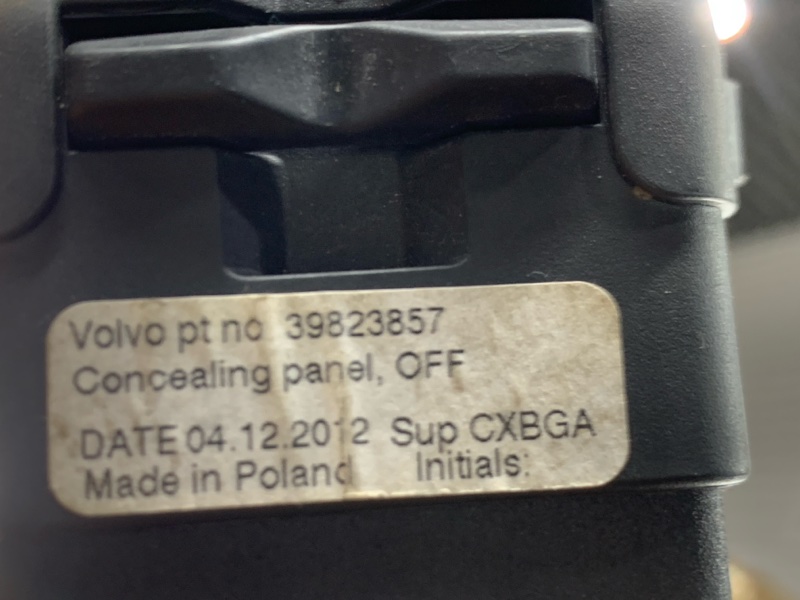 Volvo pt no 39823857
Concealing panel, OFF
DATE 04.12.2012 Sup CXBGA
Made in Poland Initials: